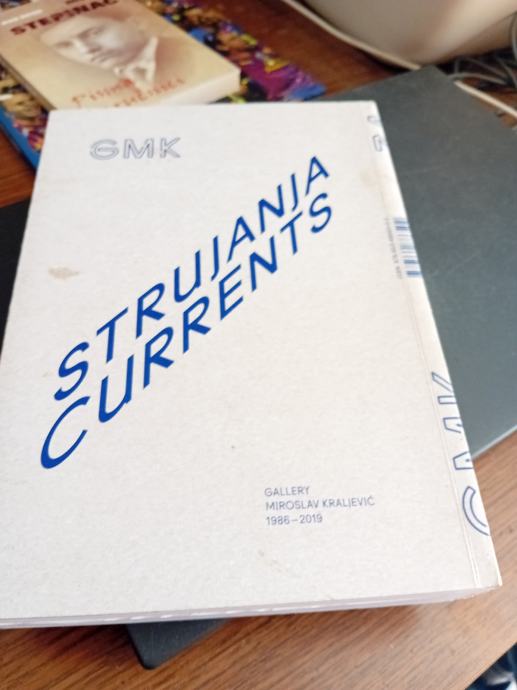 STEPINAC
GMK
STRUJANJA
CURRENTS
GALLERY
MIROSLAV KRALJEVIĆ
1986–2019
GMK